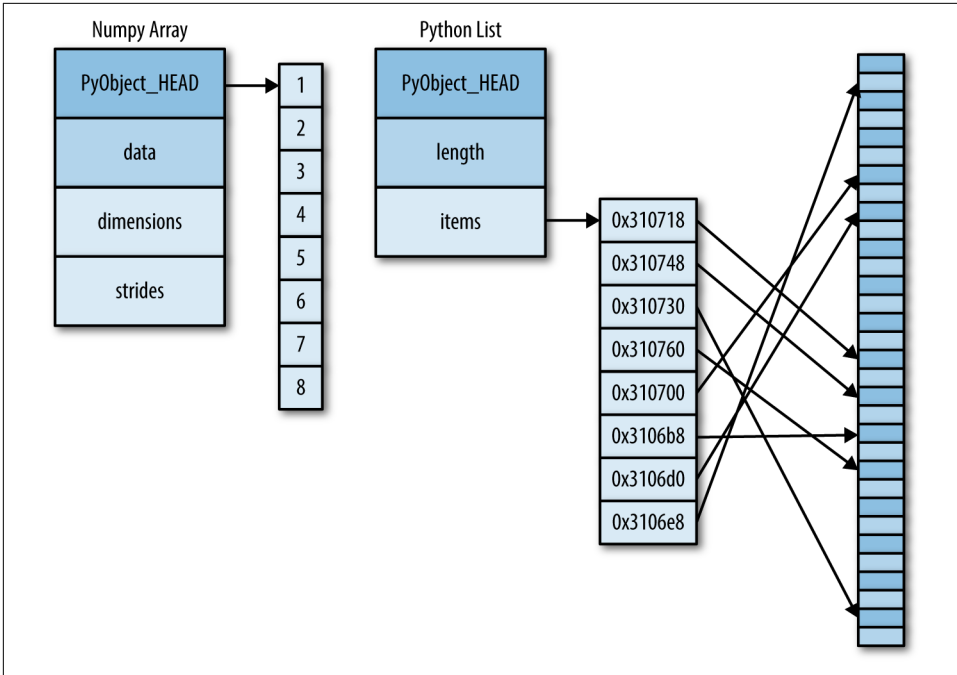 Numpy Array
PyObject_HEAD
data
dimensions
strides
1
2
3
4
5
6
7
8
Python List
PyObject_HEAD
length
items
0x310718
0x310748
0x310730
0x310760
0x310700
0x3106b8
0x3106d0
0x3106e8